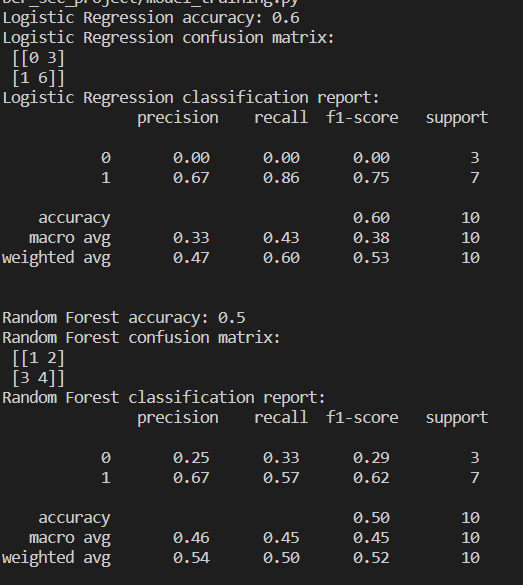 ber_sec_project/model_training.py
Logistic Regression accuracy: 0.6
Logistic Regression confusion matrix:
[[0 3]
[1 6]]
Logistic Regression classification report:
precision recall f1-score support
0 0.00 0.00 0.00 3
1 0.67 0.86 0.75 7
accuracy 0.60 10
macro avg 0.33 0.43 0.38 10
weighted avg 0.47 0.60 0.53 10
Random Forest accuracy: 0.5
Random Forest confusion matrix:
[[1 2]
[3 4]]
Random Forest classification report:
precision recall f1-score support
0 0.25 0.33 0.29 3
1 0.67 0.57 0.62 7
accuracy 0.50 10
macro avg 0.46 0.45 0.45 10
weighted avg 0.54 0.50 0.52 10